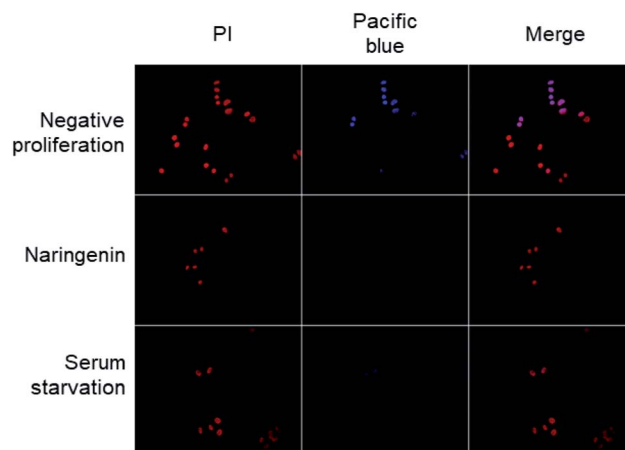 PI
Pacific
blue
Merge
Negative
proliferation
Naringenin
Serum
starvation